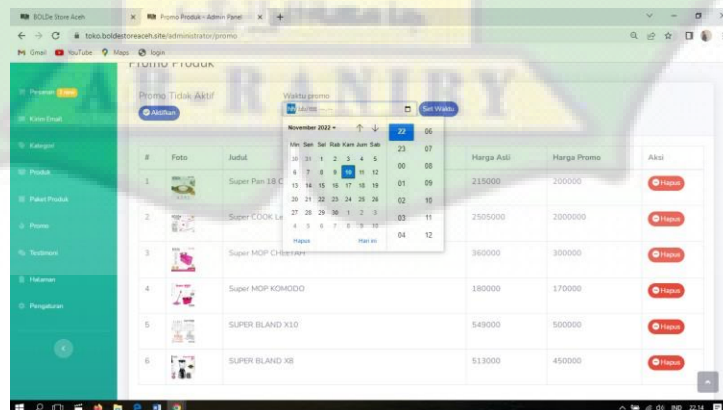 BOLDe Store Aceh
Promo Produk - Admin Panel
toko.boldestoreaceh.site/administrator/promo
Gmail YouTube Maps login
Promo Produk
AR RANIRY
Pesanan
Kirim Email
Kategori
Produk
Paket Produk
Promo
Testimoni
Halaman
Pengaturan
Promo Tidak Aktif
Aktifkan
Waktu promo
Set Waktu
November 2022
Min Sen Sel Rab Kam Jum Sab
30 31 1 2 3 4 5
6 7 8 9 10 11 12
13 14 15 16 17 18 19
20 21 22 23 24 25 26
27 28 29 30 1 2 3
4 5 6 7 8 9 10
Hapus Hari ini
22 06
23 07
00 08
01 09
02 10
03 11
04 12
# Foto Judul Harga Asli Harga Promo Aksi
1 Super Pan 18 C 215000 200000 Hapus
2 Super COOK 2505000 2000000 Hapus
3 Super MOP CHEETAH 360000 300000 Hapus
4 Super MOP KOMODO 180000 170000 Hapus
5 SUPER BLAND X10 549000 500000 Hapus
6 SUPER BLAND X8 513000 450000 Hapus
IND 22.14